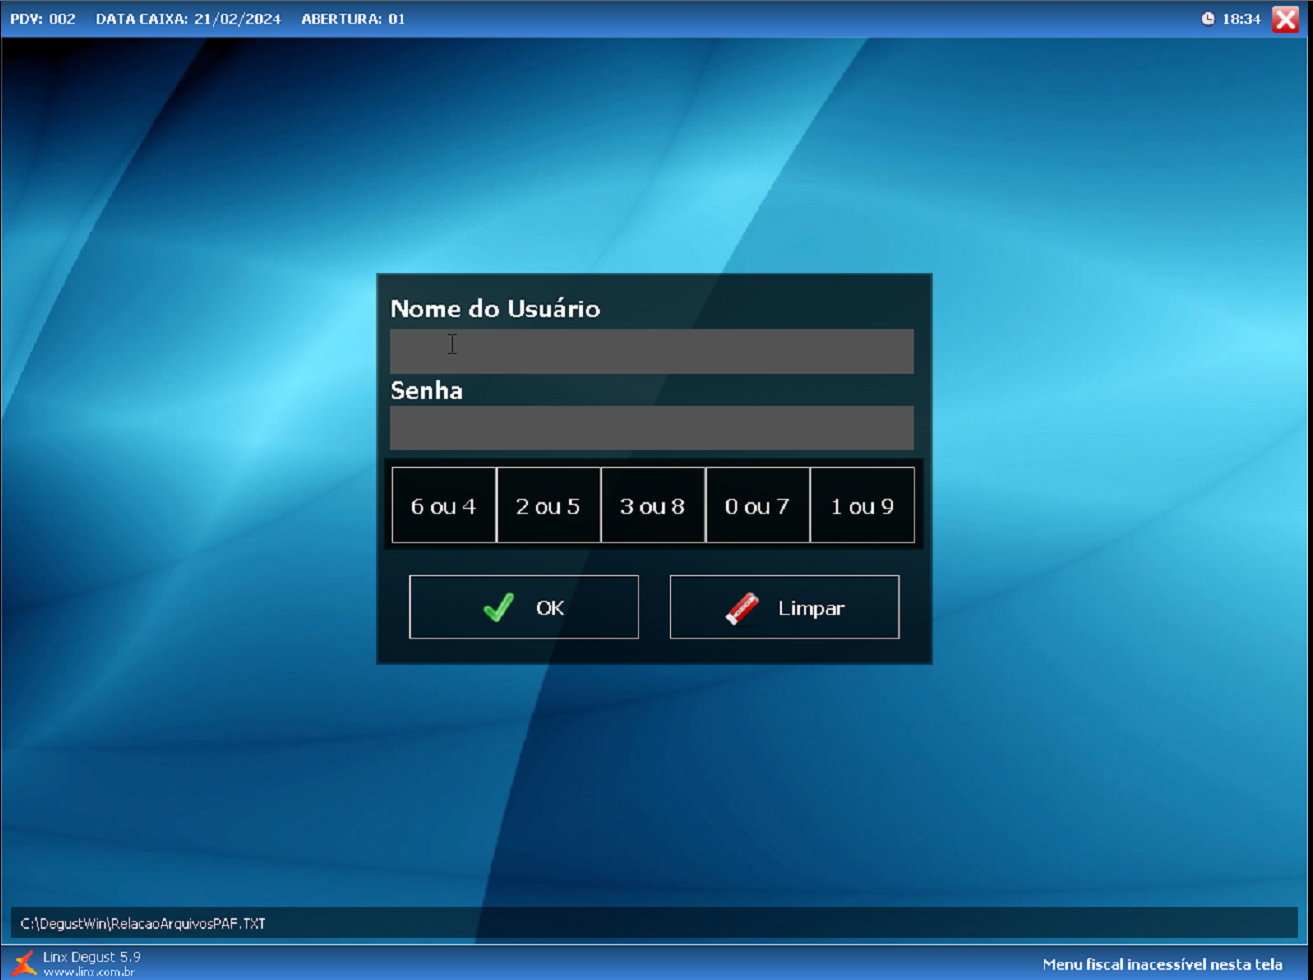 PDV: 002 DATA CAIXA: 21/02/2024 ABERTURA: 01 18:34
Nome do Usuário
Senha
6 ou 4 2 ou 5 3 ou 8 0 ou 7 1 ou 9
OK Limpar
C:\DegustWin\RelacaoArquivosPAF.TXT
Linx Degust 5.9
www.linx.com.br
Menu fiscal inacessível nesta tela